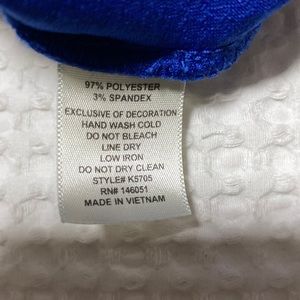 97% POLYESTER
3% SPANDEX
EXCLUSIVE OF DECORATION
HAND WASH COLD
DO NOT BLEACH
LINE DRY
LOW IRON
DO NOT DRY CLEAN
STYLE# K5705
RN# 146051
MADE IN VIETNAM